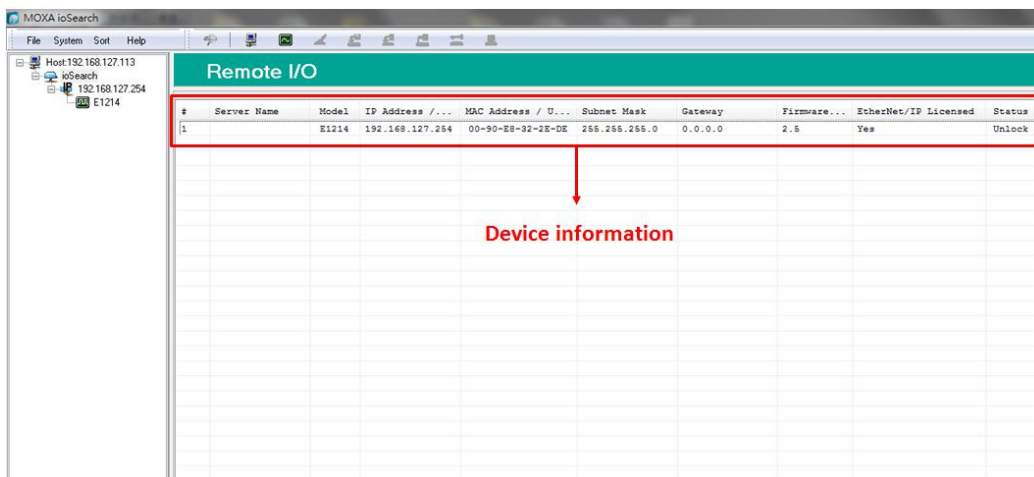 MOXA ioSearch
File System Sort Help
Host:192.168.127.113
ioSearch
192.168.127.254
E1214
Remote I/O
# Server Name Model IP Address /... MAC Address / U... Subnet Mask Gateway Firmware... EtherNet/IP Licensed Status
1 E1214 192.168.127.254 00-90-E8-32-2E-DE 255.255.255.0 0.0.0.0 2.5 Yes Unlock
Device information